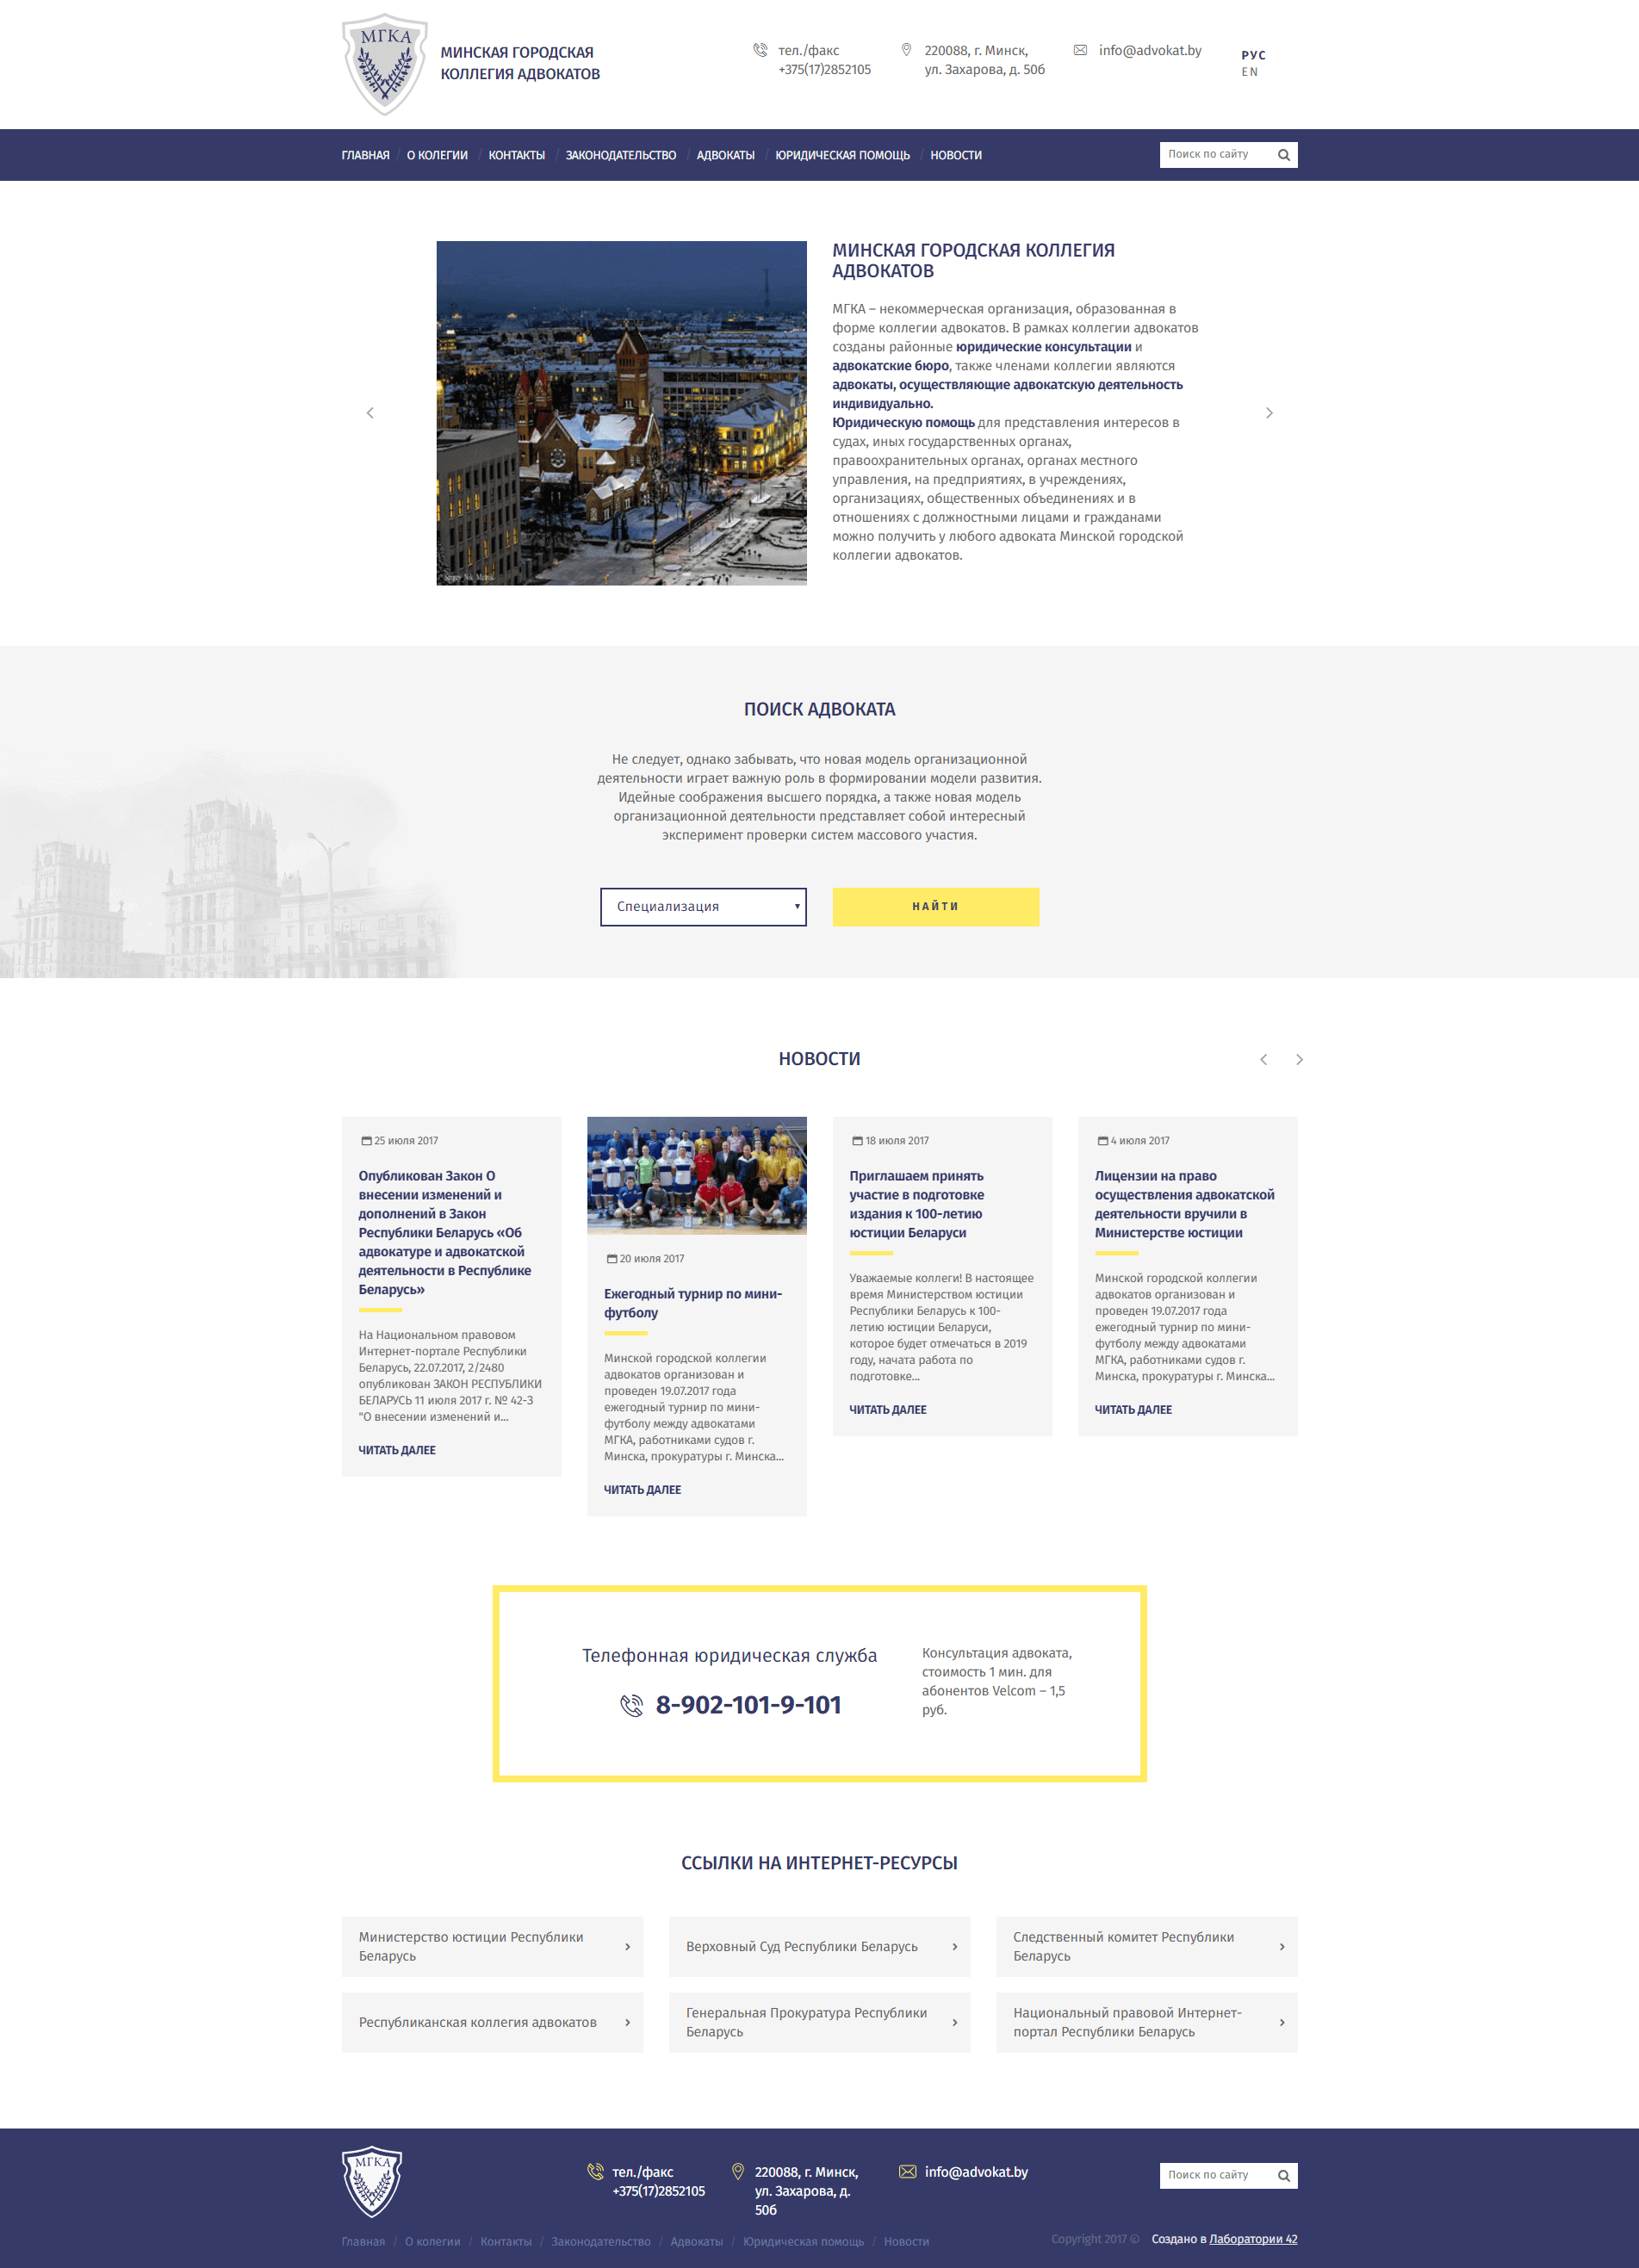 МГКА
МИНСКАЯ ГОРОДСКАЯ
КОЛЛЕГИЯ АДВОКАТОВ
тел./факс
+375(17)2852105
220088, г. Минск,
ул. Захарова, д. 50б
info@advokat.by
РУС
EN
ГЛАВНАЯ / О КОЛЕГИИ / КОНТАКТЫ / ЗАКОНОДАТЕЛЬСТВО / АДВОКАТЫ / ЮРИДИЧЕСКАЯ ПОМОЩЬ / НОВОСТИ
Поиск по сайту
МИНСКАЯ ГОРОДСКАЯ КОЛЛЕГИЯ
АДВОКАТОВ
МГКА – некоммерческая организация, образованная в
форме коллегии адвокатов. В рамках коллегии адвокатов
созданы районные юридические консультации и
адвокатские бюро, также членами коллегии являются
адвокаты, осуществляющие адвокатскую деятельность
индивидуально.
Юридическую помощь для представления интересов в
судах, иных государственных органах,
правоохранительных органах, органах местного
управления, на предприятиях, в учреждениях,
организациях, общественных объединениях и в
отношениях с должностными лицами и гражданами
можно получить у любого адвоката Минской городской
коллегии адвокатов.
ПОИСК АДВОКАТА
Не следует, однако забывать, что новая модель организационной
деятельности играет важную роль в формировании модели развития.
Идейные соображения высшего порядка, а также новая модель
организационной деятельности представляет собой интересный
эксперимент проверки систем массового участия.
Специализация
НАЙТИ
НОВОСТИ
25 июля 2017
Опубликован Закон О
внесении изменений и
дополнений в Закон
Республики Беларусь «Об
адвокатуре и адвокатской
деятельности в Республике
Беларусь»
На Национальном правовом
Интернет-портале Республики
Беларусь, 22.07.2017, 2/2480
опубликован ЗАКОН РЕСПУБЛИКИ
БЕЛАРУСЬ 11 июля 2017 г. № 42-З
"О внесении изменений и...
ЧИТАТЬ ДАЛЕЕ
20 июля 2017
Ежегодный турнир по мини-
футболу
Минской городской коллегии
адвокатов организован и
проведен 19.07.2017 года
ежегодный турнир по мини-
футболу между адвокатами
МГКА, работниками судов г.
Минска, прокуратуры г. Минска...
ЧИТАТЬ ДАЛЕЕ
18 июля 2017
Приглашаем принять
участие в подготовке
издания к 100-летию
юстиции Беларуси
Уважаемые коллеги! В настоящее
время Министерством юстиции
Республики Беларусь к 100-
летию юстиции Беларуси,
которое будет отмечаться в 2019
году, начата работа по
подготовке...
ЧИТАТЬ ДАЛЕЕ
4 июля 2017
Лицензии на право
осуществления адвокатской
деятельности вручили в
Министерстве юстиции
Минской городской коллегии
адвокатов организован и
проведен 19.07.2017 года
ежегодный турнир по мини-
футболу между адвокатами
МГКА, работниками судов г.
Минска, прокуратуры г. Минска...
ЧИТАТЬ ДАЛЕЕ
Телефонная юридическая служба
8-902-101-9-101
Консультация адвоката,
стоимость 1 мин. для
абонентов Velcom – 1,5
руб.
ССЫЛКИ НА ИНТЕРНЕТ-РЕСУРСЫ
Министерство юстиции Республики
Беларусь
Верховный Суд Республики Беларусь
Следственный комитет Республики
Беларусь
Республиканская коллегия адвокатов
Генеральная Прокуратура Республики
Беларусь
Национальный правовой Интернет-
портал Республики Беларусь
МГКА
тел./факс
+375(17)2852105
220088, г. Минск,
ул. Захарова, д.
50б
info@advokat.by
Поиск по сайту
Главная / О колегии / Контакты / Законодательство / Адвокаты / Юридическая помощь / Новости
Copyright 2017 © Создано в Лаборатории 42